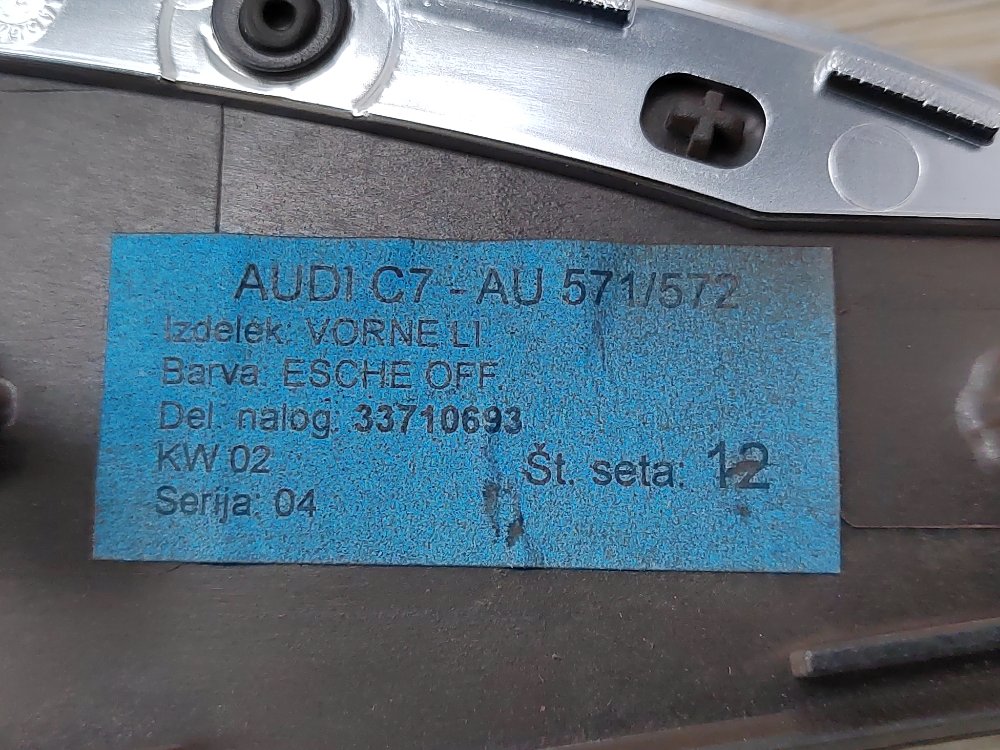 AUDI C7 - AU 571/572
Izdelek: VORNE LI.
Barva: ESCHE OFF.
Del. nalog: 33710693
KW 02
Št. seta: 12
Serija: 04